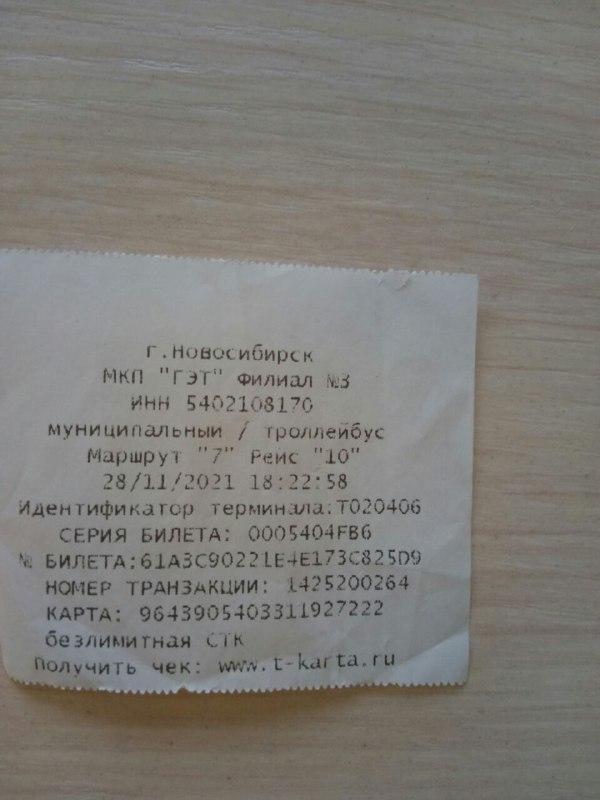 г.Новосибирск
МКП "ГЭТ" Филиал №3
ИНН 5402108170
муниципальный / троллейбус
Маршрут "7" Рейс "10"
28/11/2021 18:22:58
Идентификатор терминала:T020406
СЕРИЯ БИЛЕТА: 0005404FB6
№ БИЛЕТА:61A3C90221E4E173C825D9
НОМЕР ТРАНЗАКЦИИ: 1425200264
КАРТА: 9643905403311927222
безлимитная СТК
Получить чек: www.t-karta.ru